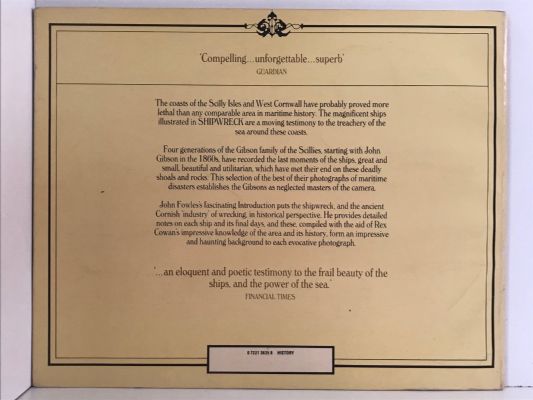 'Compelling...unforgettable...superb'
GUARDIAN
The coasts of the Scilly Isles and West Cornwall have probably proved more
lethal than any comparable area in maritime history. The magnificent ships
illustrated in SHIPWRECK are a moving testimony to the treachery of the
sea around these coasts.
Four generations of the Gibson family of the Scillies, starting with John
Gibson in the 1860s, have recorded the last moments of the ships, great and
small, beautiful and utilitarian, which have met their end on these deadly
shoals and rocks. This selection of the best of their photographs of maritime
disasters establishes the Gibsons as neglected masters of the camera.
John Fowles's fascinating Introduction puts the shipwreck, and the ancient
Cornish 'industry' of wrecking, in historical perspective. He provides detailed
notes on each ship and its final days, and these, compiled with the aid of Rex
Cowan's impressive knowledge of the area and its history, form an impressive
and haunting background to each evocative photograph.
'...an eloquent and poetic testimony to the frail beauty of the
ships, and the power of the sea.'
FINANCIAL TIMES
HISTORY